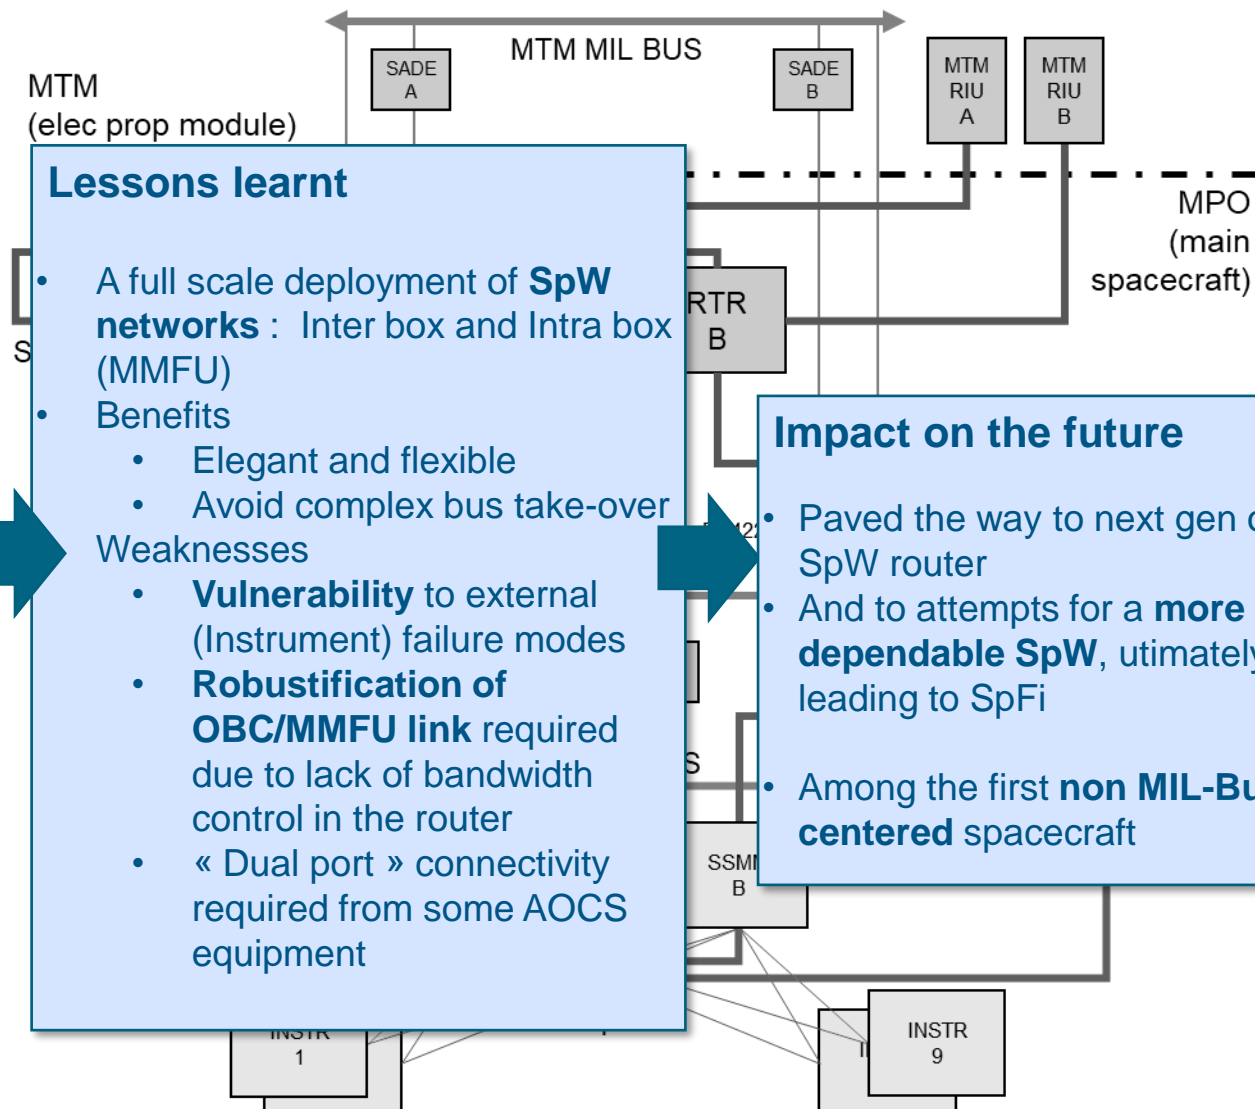 MTM MIL BUS
MTM
(elec prop module)
SADE
A
SADE
B
MTM
RIU
A
MTM
RIU
B
MPO
(main
spacecraft)
RTR
B
S
Lessons learnt
• A full scale deployment of SpW
networks : Inter box and Intra box
(MMFU)
• Benefits
• Elegant and flexible
• Avoid complex bus take-over
Weaknesses
• Vulnerability to external
(Instrument) failure modes
• Robustification of
OBC/MMFU link required
due to lack of bandwidth
control in the router
• « Dual port » connectivity
required from some AOCS
equipment
Impact on the future
• Paved the way to next gen
SpW router
• And to attempts for a more
dependable SpW, utimately
leading to SpFi
• Among the first non MIL-Bu
centered spacecraft
S
B
INSTR
1
INSTR
9